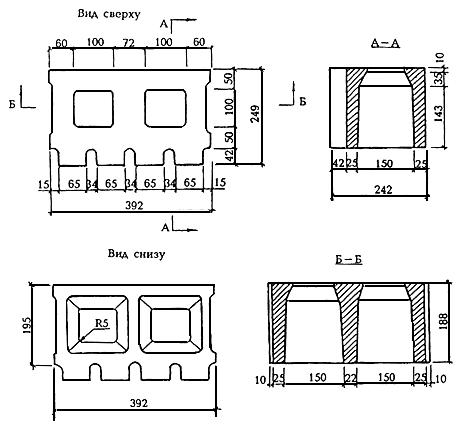 Вид сверху
А
60 100 72 100 60
Б
50
100
50
42
249
15 65 34 65 34 65 34 65 15
392
А
А–А
Б
10
35
143
42 25 150 25
242
Вид снизу
195
R5
392
Б–Б
188
10 25 150 22 150 25 10